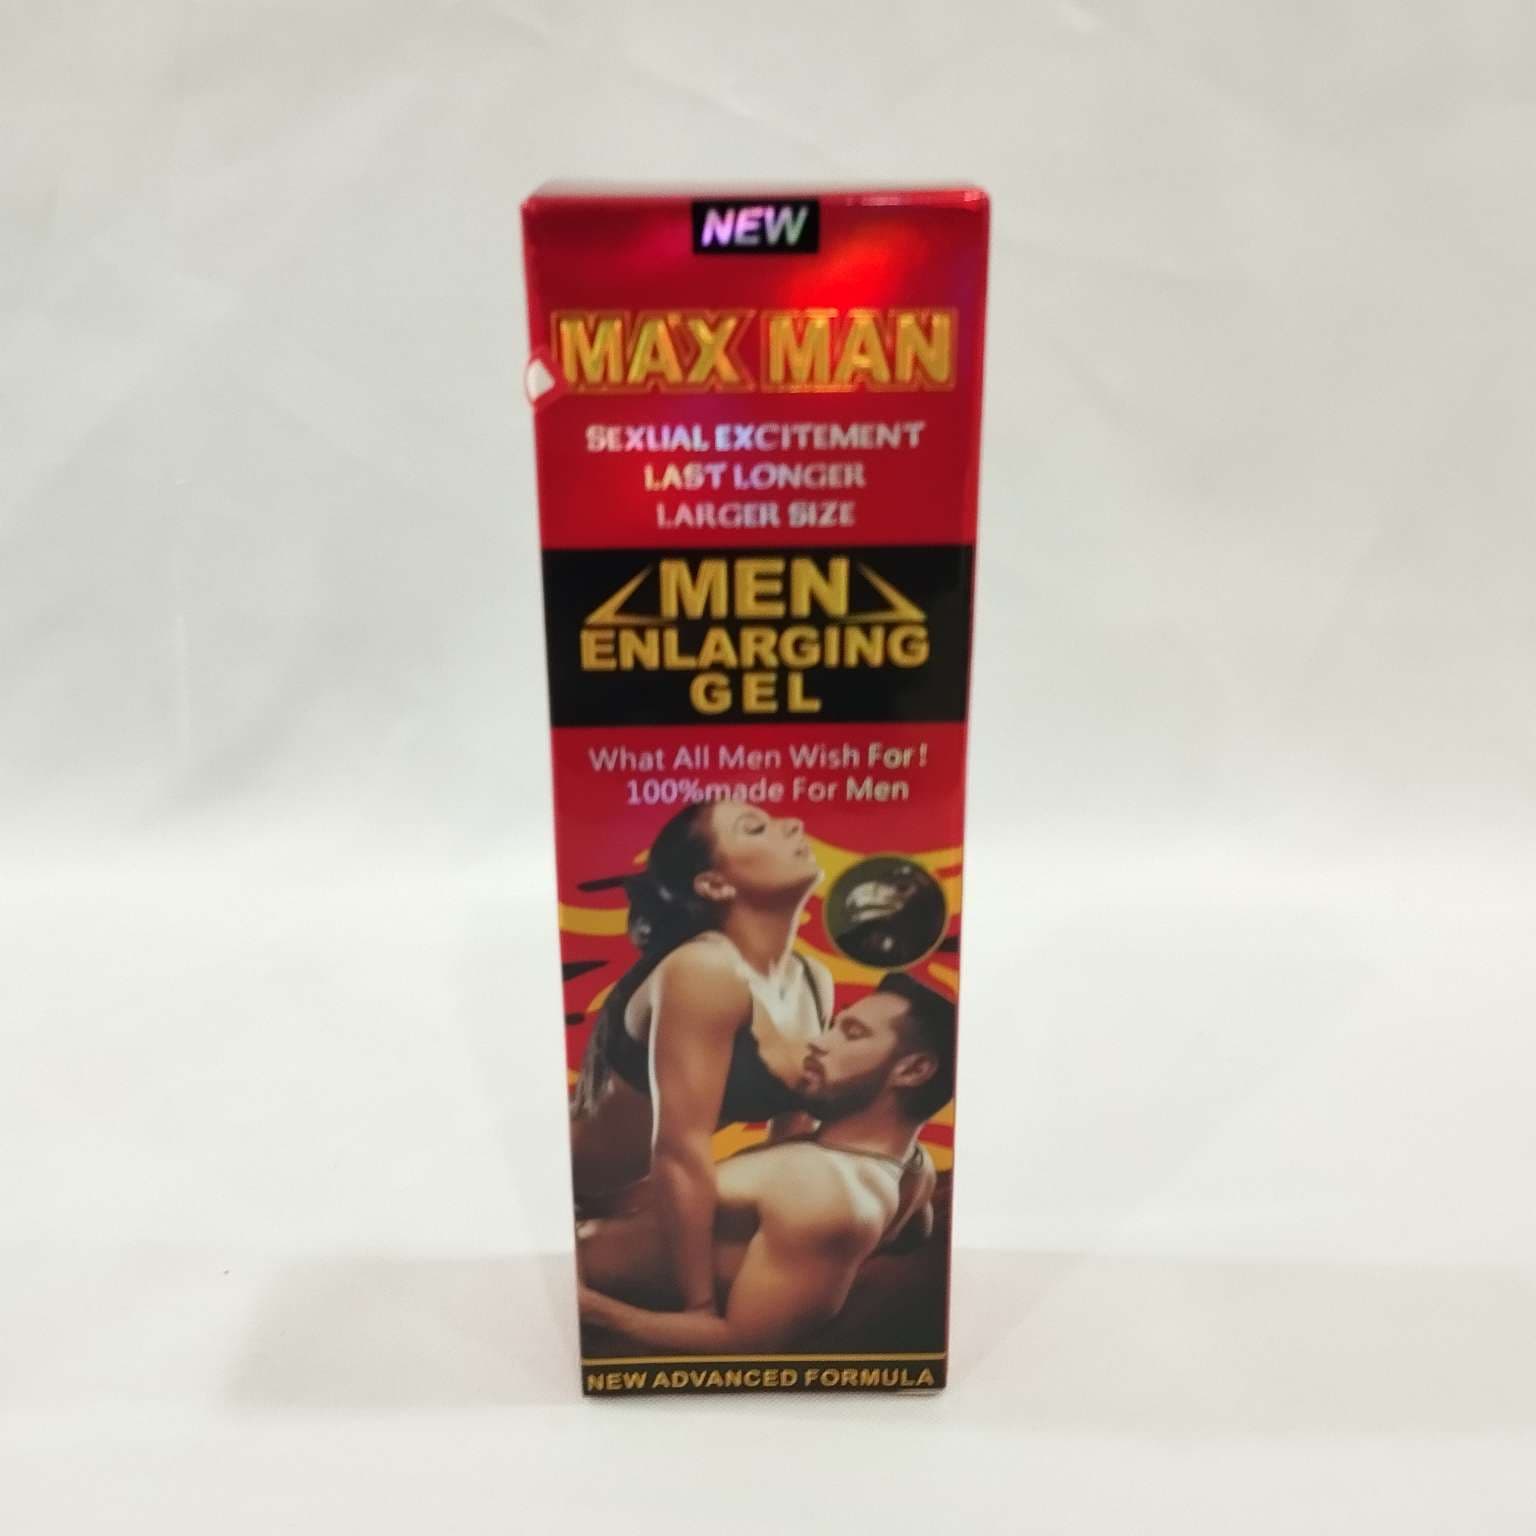 NEW
MAX MAN
SEXUAL EXCITEMENT
LAST LONGER
LARGER SIZE
MEN
ENLARGING
GEL
What All Men Wish For!
100%made For Men
NEW ADVANCED FORMULA